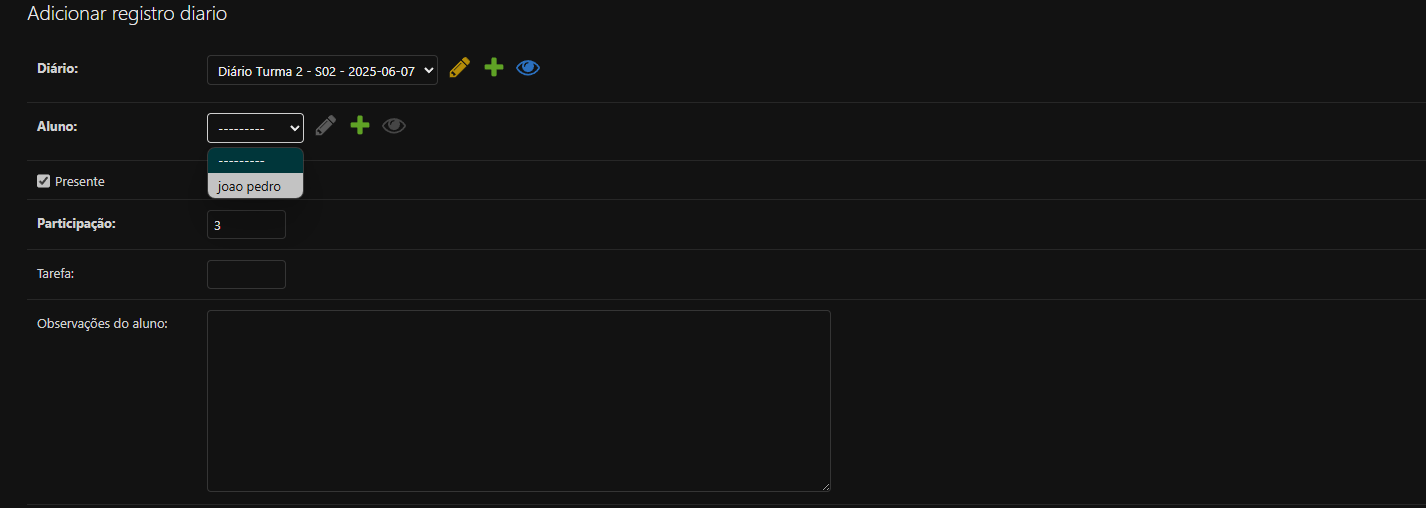 Adicionar registro diario
Diário:
Diário Turma 2 - S02 - 2025-06-07
Aluno:
---------
---------
joao pedro
Presente
Participação:
3
Tarefa:
Observações do aluno: